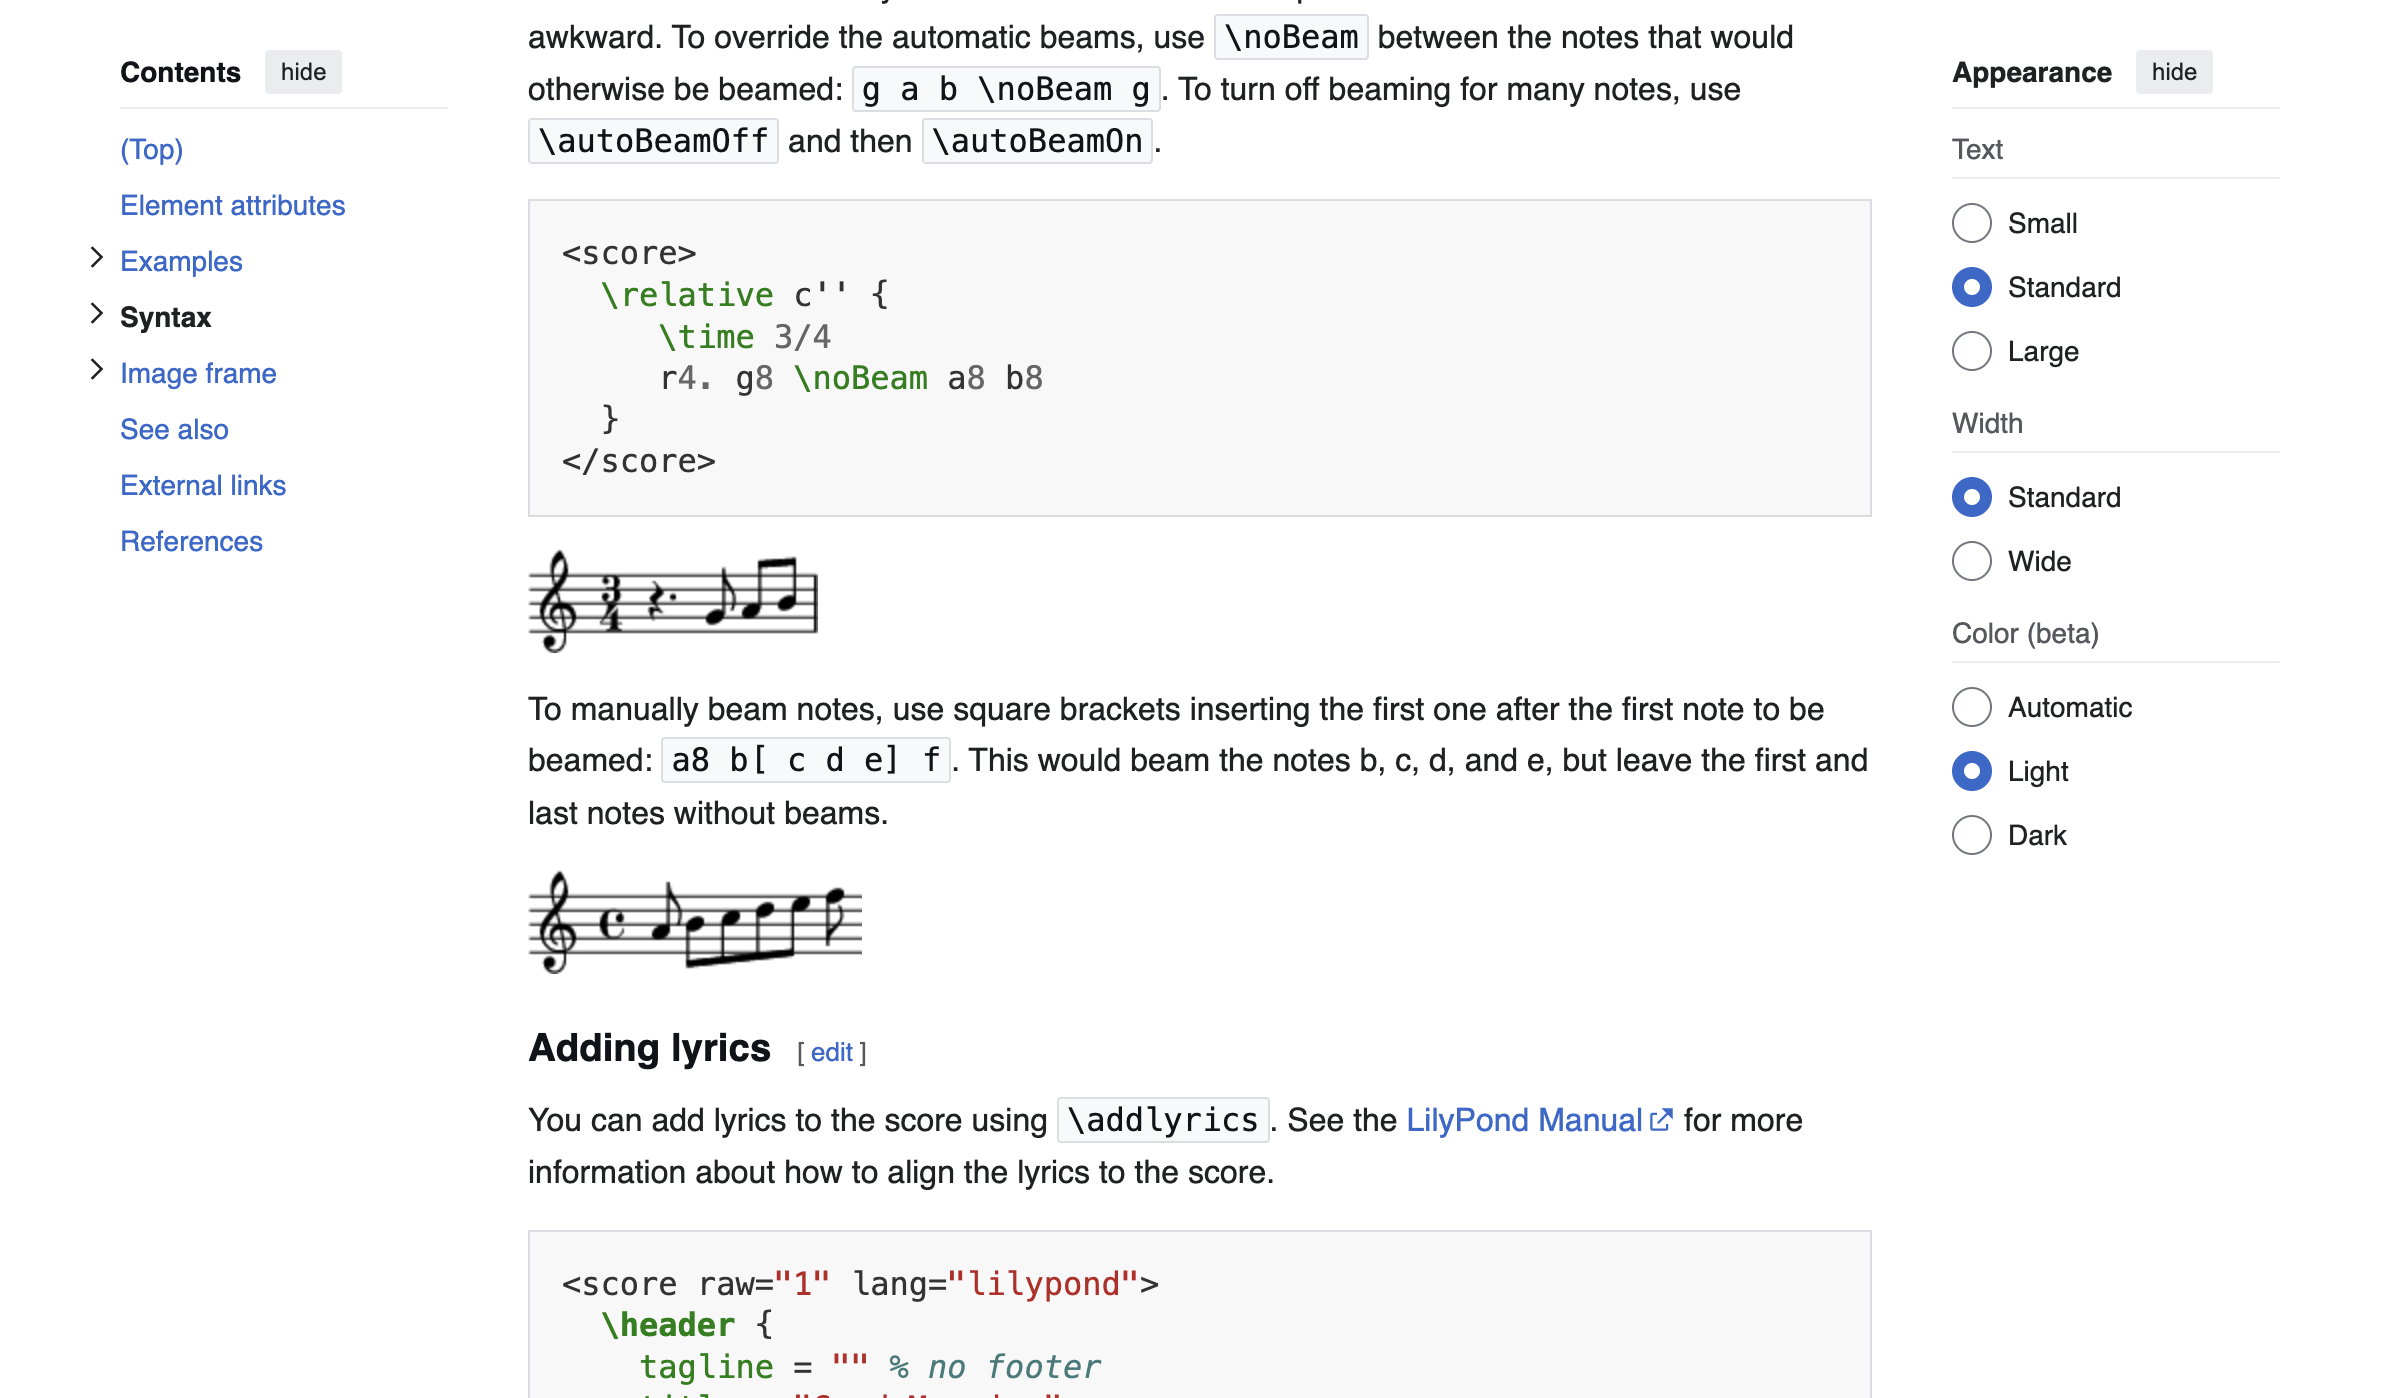 Contents hide
(Top)
Element attributes
Examples
Syntax
Image frame
See also
External links
References
awkward. To override the automatic beams, use \noBeam between the notes that would
otherwise be beamed: g a b \noBeam g . To turn off beaming for many notes, use
\autoBeamOff and then \autoBeamOn .
<score>
  \relative c'' {
     \time 3/4
     r4. g8 \noBeam a8 b8
  }
</score>
3
4
To manually beam notes, use square brackets inserting the first one after the first note to be
beamed: a8 b[ c d e] f . This would beam the notes b, c, d, and e, but leave the first and
last notes without beams.
Adding lyrics [ edit ]
You can add lyrics to the score using \addlyrics . See the LilyPond Manual for more
information about how to align the lyrics to the score.
<score raw="1" lang="lilypond">
  \header {
    tagline = "" % no footer
Appearance hide
Text
Small
Standard
Large
Width
Standard
Wide
Color (beta)
Automatic
Light
Dark